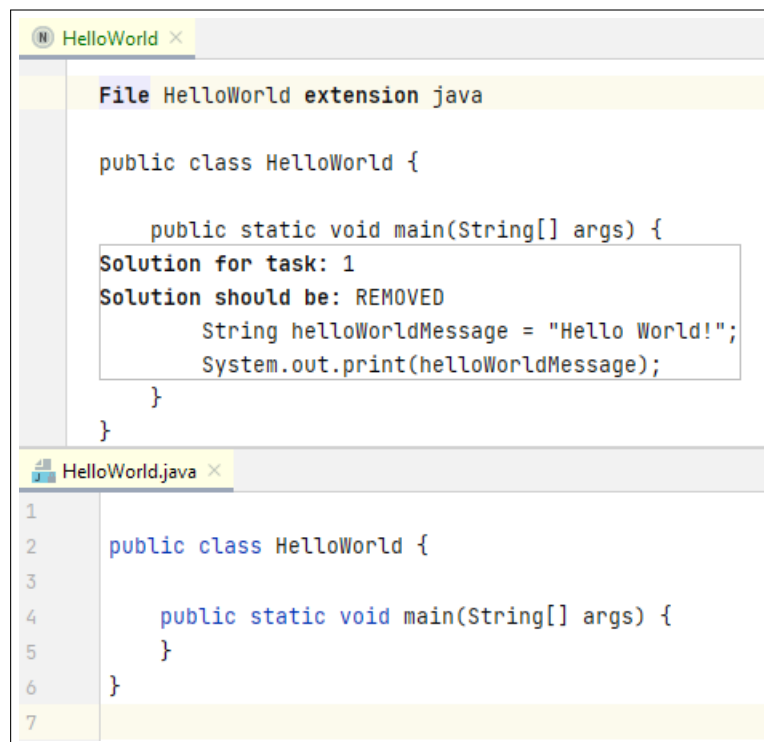 N HelloWorld ×
File HelloWorld extension java
public class HelloWorld {
public static void main(String[] args) {
Solution for task: 1
Solution should be: REMOVED
String helloWorldMessage = "Hello World!";
System.out.print(helloWorldMessage);
}
}
J HelloWorld.java ×
1
2 public class HelloWorld {
3
4 public static void main(String[] args) {
5 }
6 }
7